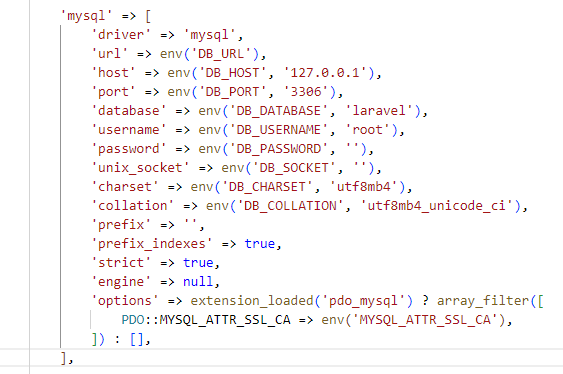 'mysql' => [
'driver' => 'mysql',
'url' => env('DB_URL'),
'host' => env('DB_HOST', '127.0.0.1'),
'port' => env('DB_PORT', '3306'),
'database' => env('DB_DATABASE', 'laravel'),
'username' => env('DB_USERNAME', 'root'),
'password' => env('DB_PASSWORD', ''),
'unix_socket' => env('DB_SOCKET', ''),
'charset' => env('DB_CHARSET', 'utf8mb4'),
'collation' => env('DB_COLLATION', 'utf8mb4_unicode_ci'),
'prefix' => '',
'prefix_indexes' => true,
'strict' => true,
'engine' => null,
'options' => extension_loaded('pdo_mysql') ? array_filter([
PDO::MYSQL_ATTR_SSL_CA => env('MYSQL_ATTR_SSL_CA'),
]) : [],
],